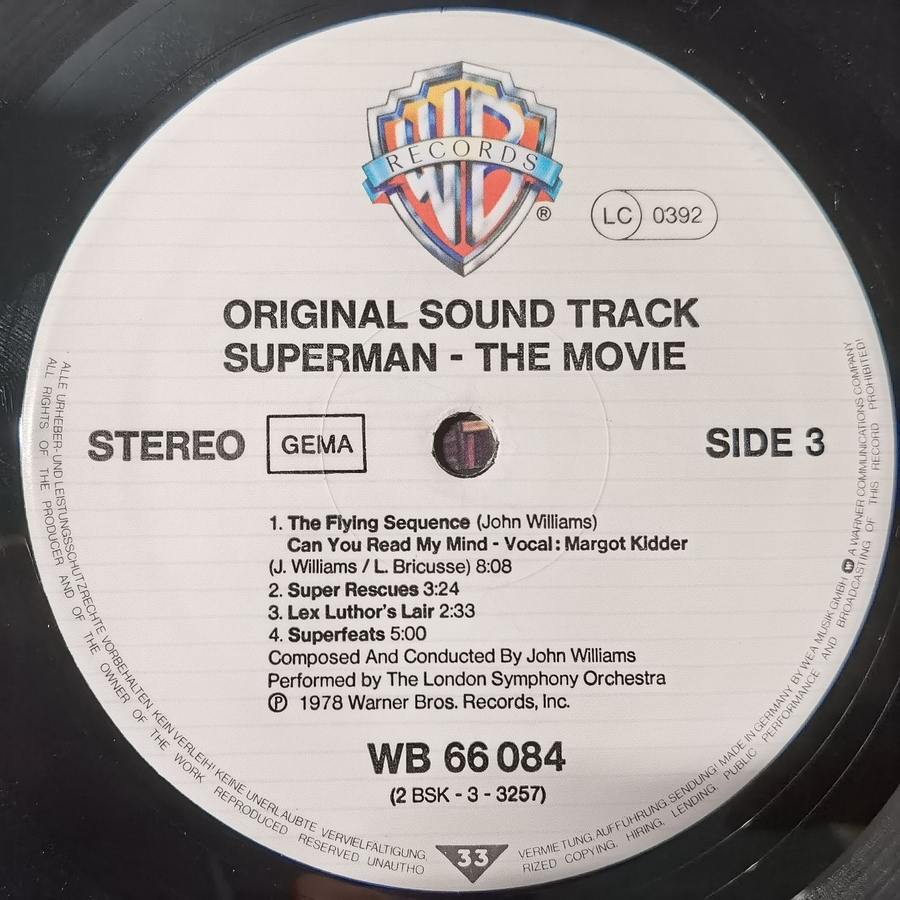 WB
RECORDS
®
LC 0392
ORIGINAL SOUND TRACK
SUPERMAN - THE MOVIE
STEREO GEMA SIDE 3
1. The Flying Sequence (John Williams)
Can You Read My Mind - Vocal: Margot Kidder
(J. Williams / L. Bricusse) 8:08
2. Super Rescues 3:24
3. Lex Luthor's Lair 2:33
4. Superfeats 5:00
Composed And Conducted By John Williams
Performed by The London Symphony Orchestra
℗ 1978 Warner Bros. Records, Inc.
WB 66 084
(2 BSK - 3 - 3257)
33
ALLE URHEBER- UND LEISTUNGSSCHUTZRECHTE VORBEHALTEN KEIN VERLEIH! KEINE UNERLAUBTE VERVIELFÄLTIGUNG, VERMIETUNG, AUFFÜHRUNG, SENDUNG! MADE IN GERMANY BY WEA MUSIK GMBH A WARNER COMMUNICATIONS COMPANY
ALL RIGHTS OF THE PRODUCER AND OF THE OWNER OF THE WORK REPRODUCED RESERVED UNAUTHORIZED COPYING, HIRING, LENDING, PUBLIC PERFORMANCE AND BROADCASTING OF THIS RECORD PROHIBITED!